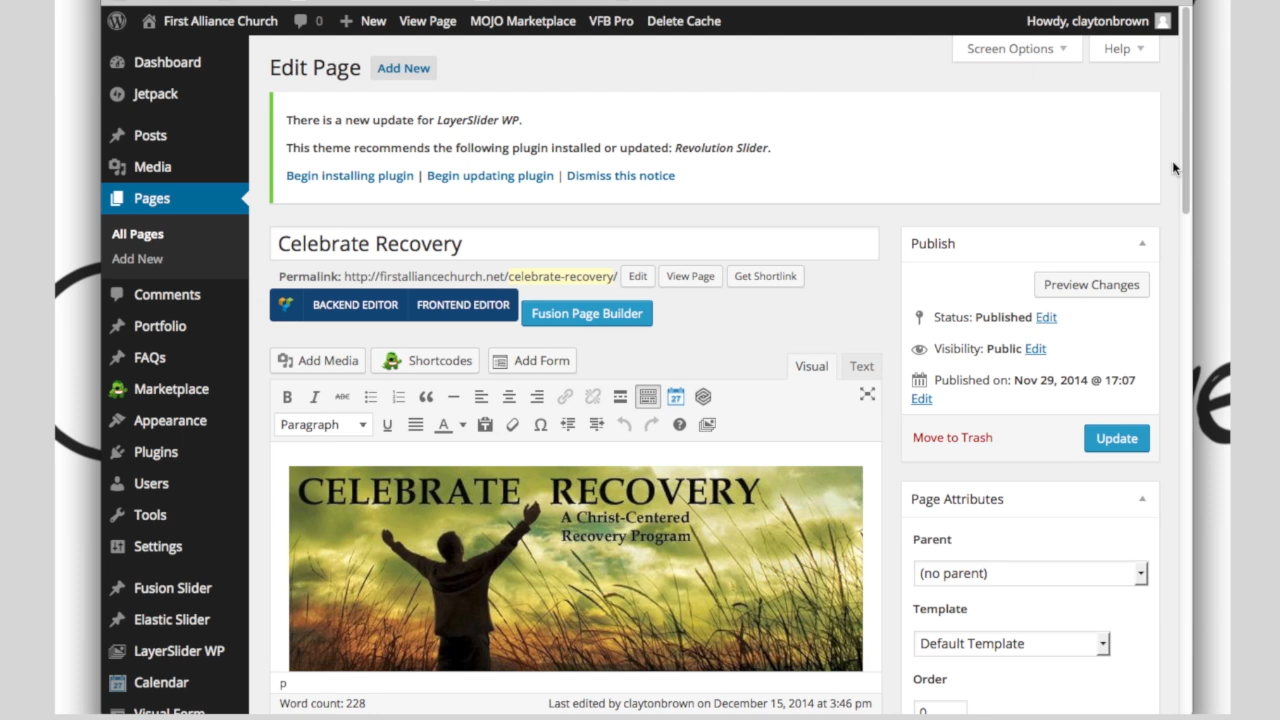 First Alliance Church 0 New View Page MOJO Marketplace VFB Pro Delete Cache Howdy, claytonbrown
Dashboard
Jetpack
Posts
Media
Pages
All Pages
Add New
Comments
Portfolio
FAQs
Marketplace
Appearance
Plugins
Users
Tools
Settings
Fusion Slider
Elastic Slider
LayerSlider WP
Calendar
Visual Form
Screen Options Help
Edit Page Add New
There is a new update for LayerSlider WP.
This theme recommends the following plugin installed or updated: Revolution Slider.
Begin installing plugin | Begin updating plugin | Dismiss this notice
Celebrate Recovery
Permalink: http://firstalliancechurch.net/celebrate-recovery/ Edit View Page Get Shortlink
BACKEND EDITOR FRONTEND EDITOR Fusion Page Builder
Add Media Shortcodes Add Form Visual Text
B I ABC 27
Paragraph U A
CELEBRATE RECOVERY
A Christ-Centered
Recovery Program
p
Word count: 228 Last edited by claytonbrown on December 15, 2014 at 3:46 pm
Publish
Preview Changes
Status: Published Edit
Visibility: Public Edit
Published on: Nov 29, 2014 @ 17:07
Edit
Move to Trash Update
Page Attributes
Parent
(no parent)
Template
Default Template
Order
0